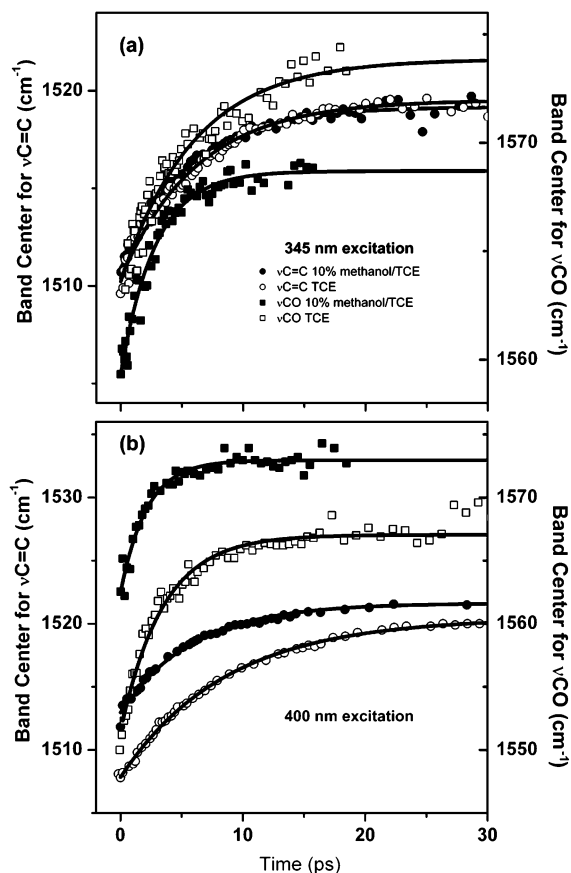 (a)
Band Center for νC=C (cm-1)
1520
1510
Band Center for νCO (cm-1)
1570
1560
345 nm excitation
νC=C 10% methanol/TCE
νC=C TCE
νCO 10% methanol/TCE
νCO TCE
(b)
Band Center for νC=C (cm-1)
1530
1520
1510
Band Center for νCO (cm-1)
1570
1560
1550
400 nm excitation
0
10
20
30
Time (ps)